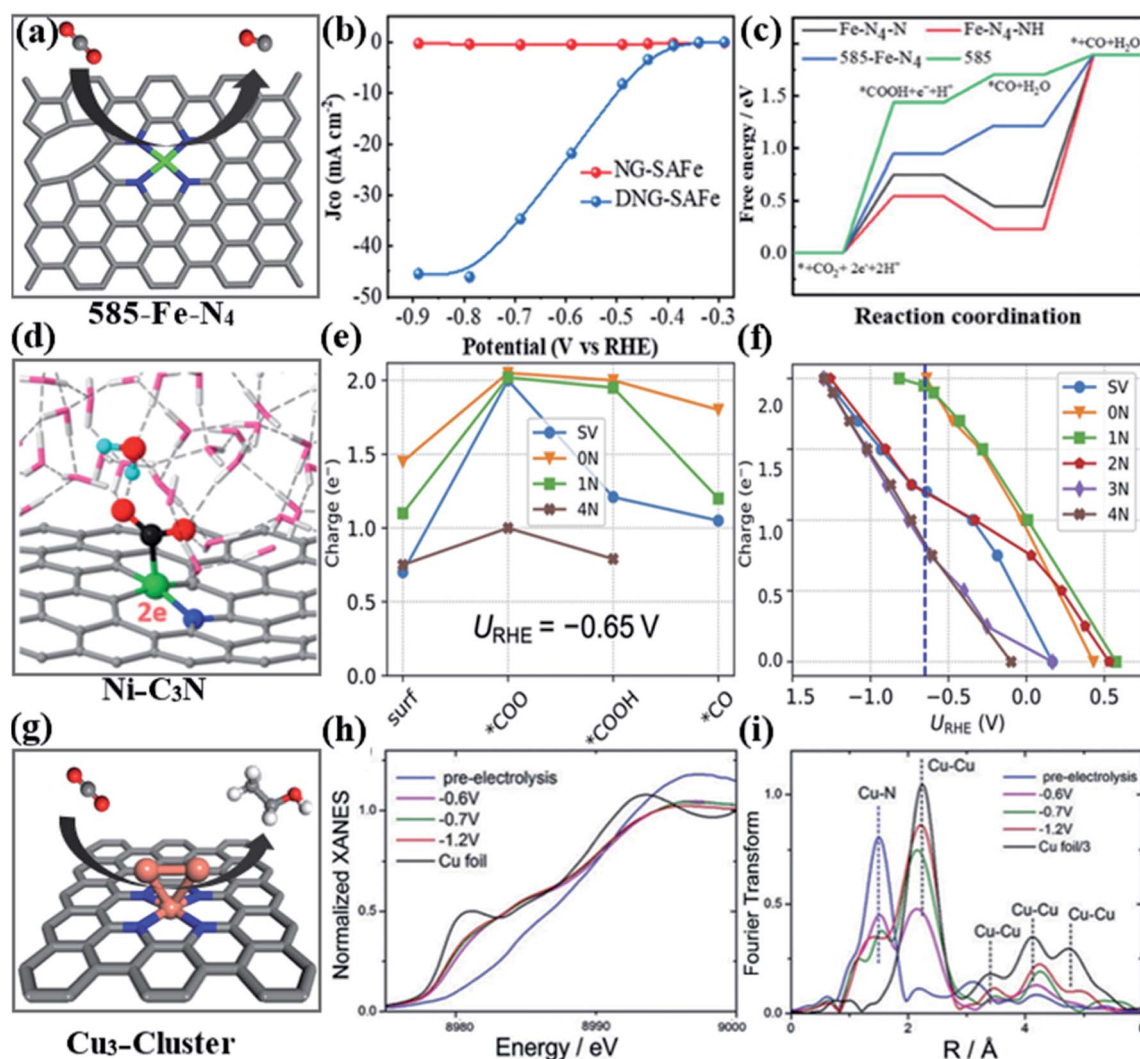 (a)
585-Fe-N4
(b)
Jco (mA cm-2)
0
-10
-20
-30
-40
-50
NG-SAFe
DNG-SAFe
-0.9 -0.8 -0.7 -0.6 -0.5 -0.4 -0.3
Potential (V vs RHE)
(c)
Free energy / eV
1.5
1.0
0.5
0.0
Fe-N4-N
Fe-N4-NH
585-Fe-N4
585
*+CO+H2O
*COOH+e-+H+
*CO+H2O
*+CO2+ 2e-+2H+
Reaction coordination
(d)
2e
Ni–C3N
(e)
Charge (e−)
2.0
1.5
1.0
0.5
0.0
SV
0N
1N
4N
URHE = −0.65 V
surf
*COO
*COOH
*CO
(f)
Charge (e−)
2.0
1.5
1.0
0.5
0.0
SV
0N
1N
2N
3N
4N
1.5 −1.0 −0.5 0.0 0.5
URHE (V)
(g)
Cu3–Cluster
(h)
Normalized XANES
1.0
0.5
0.0
pre-electrolysis
-0.6V
-0.7V
-1.2V
Cu foil
8980 8990 9000
Energy / eV
(i)
Fourier Transform
1.0
0.5
0.0
Cu-N
Cu-Cu
pre-electrolysis
-0.6V
-0.7V
-1.2V
Cu foil/3
Cu-Cu
Cu-Cu
Cu-Cu
0 2 4 6
R / Å